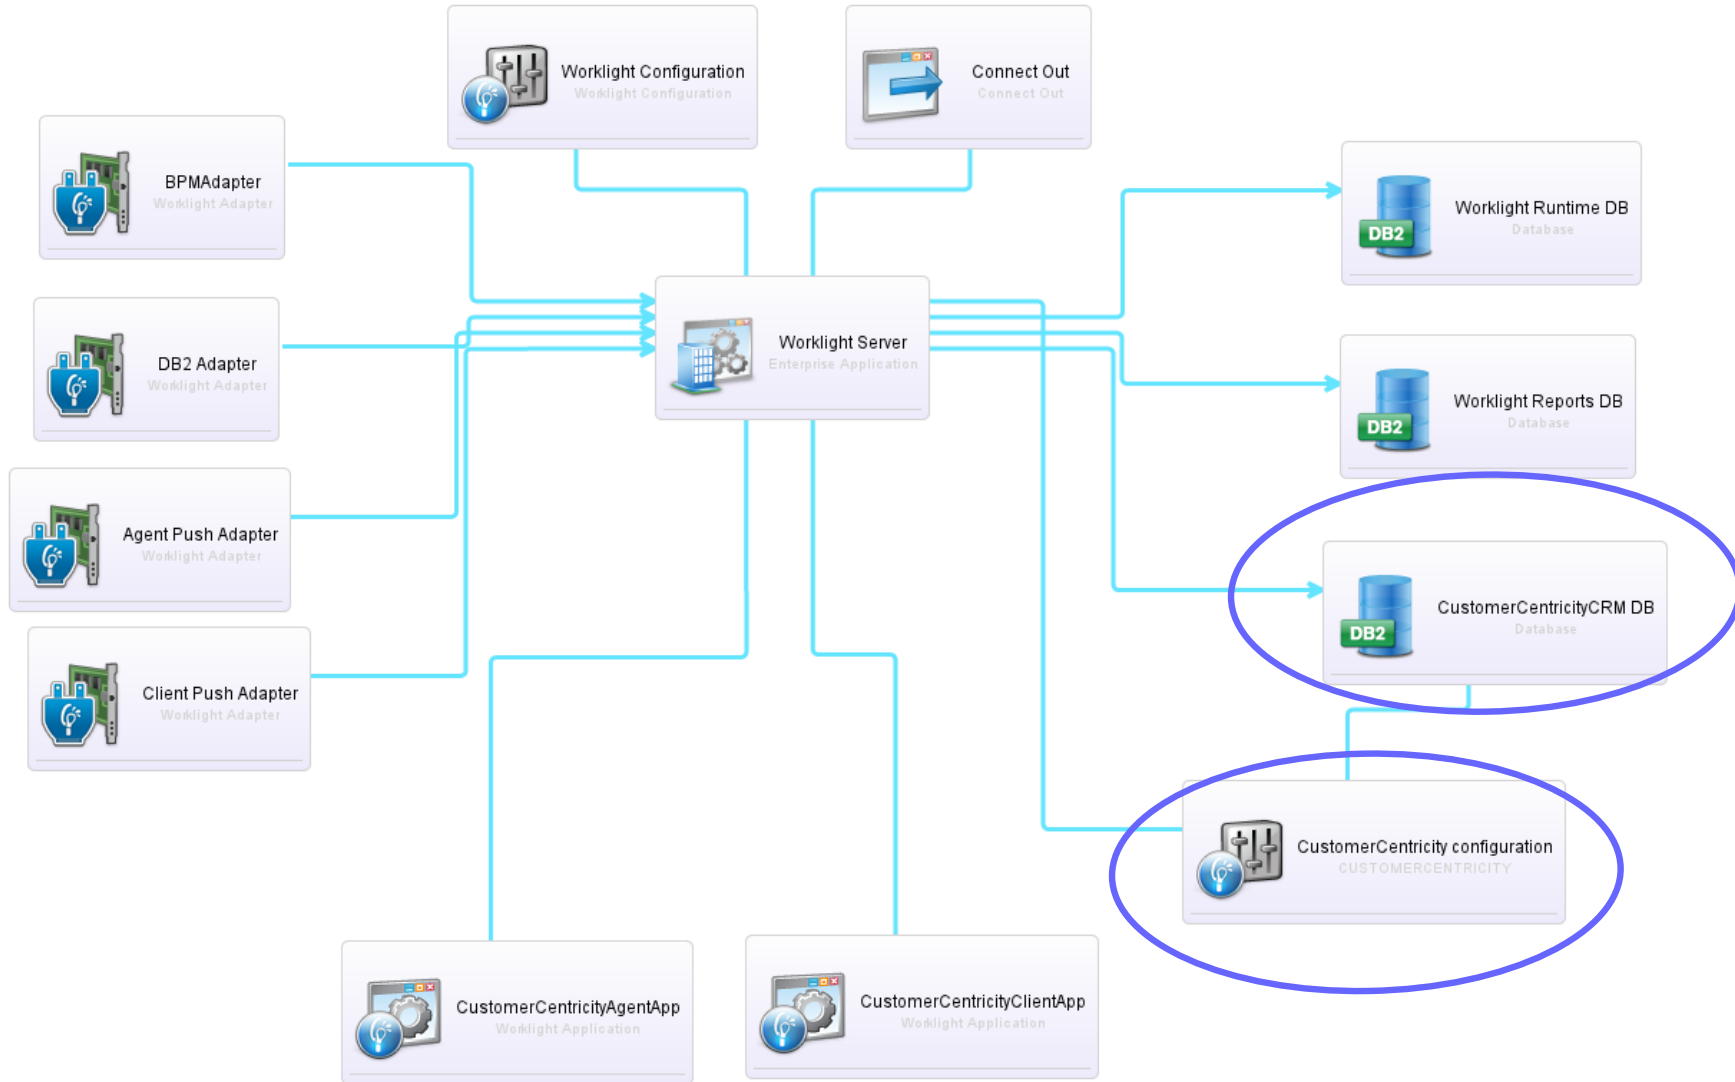 Worklight Configuration
Worklight Configuration
Connect Out
Connect Out
BPMAdapter
Worklight Adapter
Worklight Runtime DB
Database
DB2
DB2 Adapter
Worklight Adapter
Worklight Server
Enterprise Application
Worklight Reports DB
Database
DB2
Agent Push Adapter
Worklight Adapter
CustomerCentricityCRM DB
Database
DB2
Client Push Adapter
Worklight Adapter
CustomerCentricity configuration
CUSTOMERCENTRICITY
CustomerCentricityAgentApp
Worklight Application
CustomerCentricityClientApp
Worklight Application